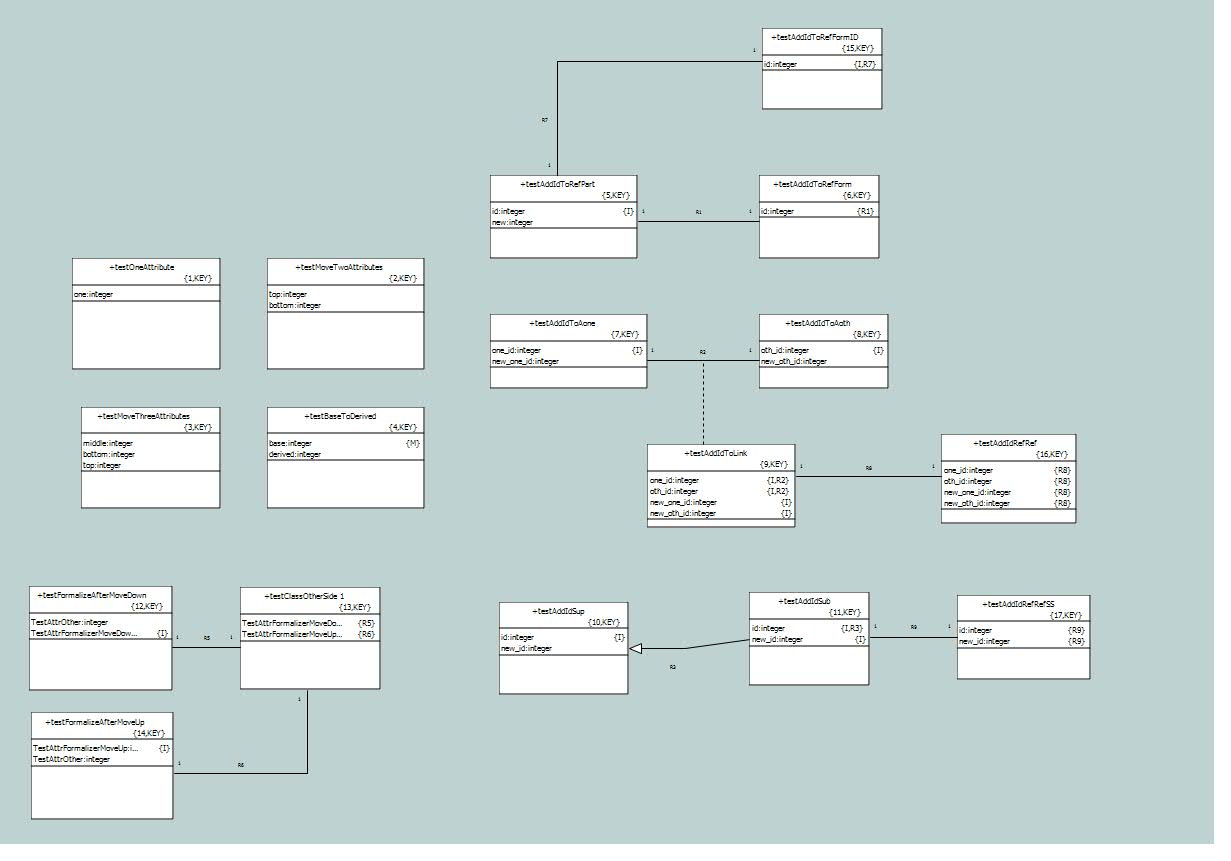 +testAddIdToRefFormID
{15,KEY}
id:integer {I,R7}
1
R7
1
+testAddIdToRefPart
{5,KEY}
id:integer {I}
new:integer
1
R1
1
+testAddIdToRefForm
{6,KEY}
id:integer {R1}
+testOneAttribute
{1,KEY}
one:integer
+testMoveTwoAttributes
{2,KEY}
top:integer
bottom:integer
+testAddIdToAone
{7,KEY}
one_id:integer {I}
new_one_id:integer
1
R2
1
+testAddIdToAoth
{8,KEY}
oth_id:integer {I}
new_oth_id:integer
+testMoveThreeAttributes
{3,KEY}
middle:integer
bottom:integer
top:integer
+testBaseToDerived
{4,KEY}
base:integer {M}
derived:integer
+testAddIdToLink
{9,KEY}
one_id:integer {I,R2}
oth_id:integer {I,R2}
new_one_id:integer {I}
new_oth_id:integer {I}
1
R8
1
+testAddIdRefRef
{16,KEY}
one_id:integer {R8}
oth_id:integer {R8}
new_one_id:integer {R8}
new_oth_id:integer {R8}
+testFormalizeAfterMoveDown
{12,KEY}
TestAttrOther:integer
TestAttrFormalizerMoveDow... {I}
1
R5
1
+testClassOtherSide 1
{13,KEY}
TestAttrFormalizerMoveDo... {R5}
TestAttrFormalizerMoveUp... {R6}
1
+testFormalizeAfterMoveUp
{14,KEY}
TestAttrFormalizerMoveUp:i... {I}
TestAttrOther:integer
1
R6
+testAddIdSup
{10,KEY}
id:integer {I}
new_id:integer
R3
+testAddIdSub
{11,KEY}
id:integer {I,R3}
new_id:integer {I}
1
R9
1
+testAddIdRefRefSS
{17,KEY}
id:integer {R9}
new_id:integer {R9}